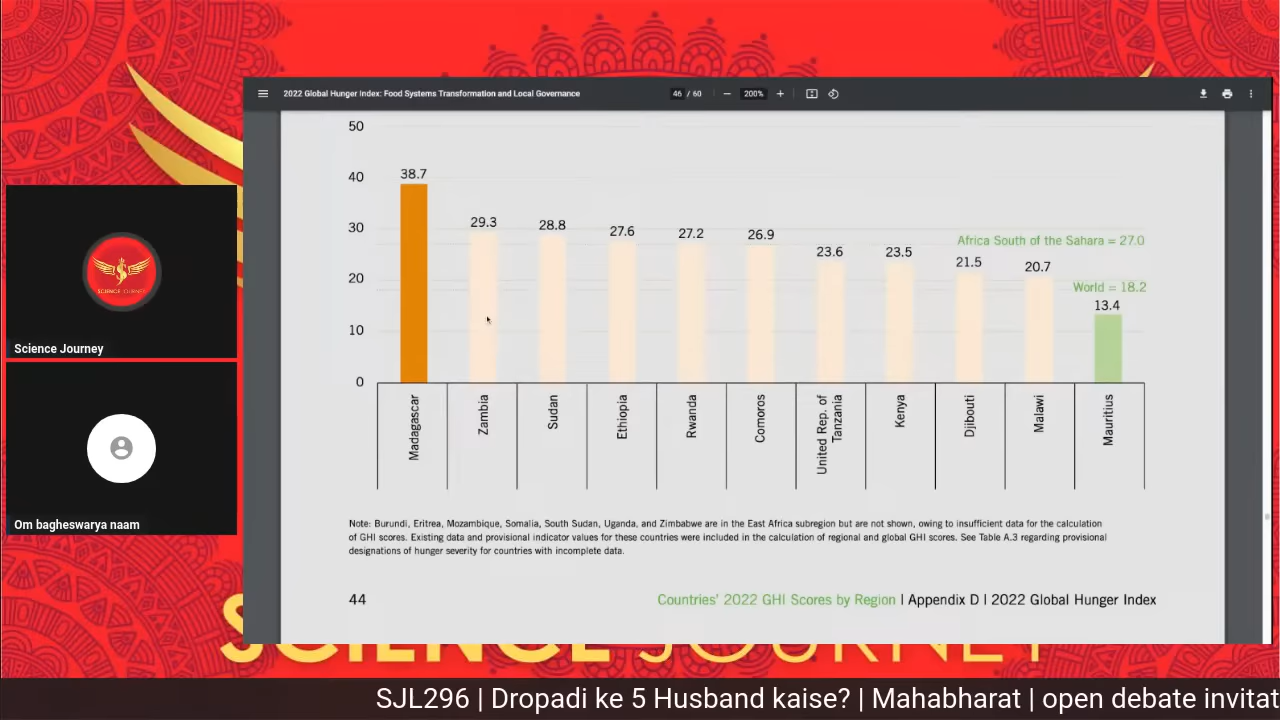 2022 Global Hunger Index: Food Systems Transformation and Local Governance
46 / 60
200%
50
40
30
20
10
0
38.7
29.3
28.8
27.6
27.2
26.9
23.6
23.5
21.5
20.7
13.4
Africa South of the Sahara = 27.0
World = 18.2
Madagascar
Zambia
Sudan
Ethiopia
Rwanda
Comoros
United Rep. of
Tanzania
Kenya
Djibouti
Malawi
Mauritius
Note: Burundi, Eritrea, Mozambique, Somalia, South Sudan, Uganda, and Zimbabwe are in the East Africa subregion but are not shown, owing to insufficient data for the calculation
of GHI scores. Existing data and provisional indicator values for these countries were included in the calculation of regional and global GHI scores. See Table A.3 regarding provisional
designations of hunger severity for countries with incomplete data.
44
Countries' 2022 GHI Scores by Region | Appendix D | 2022 Global Hunger Index
SCIENCE JOURNEY
Science Journey
Om bagheswarya naam
SCIENCE JOURNEY
SJL296 | Dropadi ke 5 Husband kaise? | Mahabharat | open debate invitat